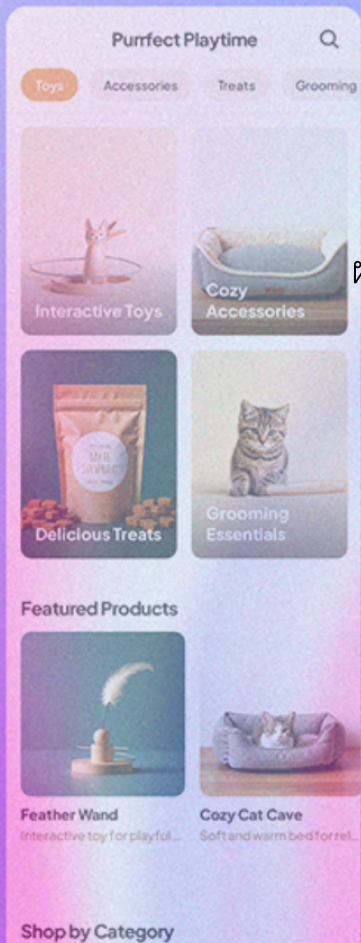 Purrfect Playtime
Toys Accessories Treats Grooming
Interactive Toys
Cozy
Accessories
Delicious Treats
Grooming
Essentials
Featured Products
Feather Wand
Interactive toy for playful...
Cozy Cat Cave
Soft and warm bed for rel...
Shop by Category